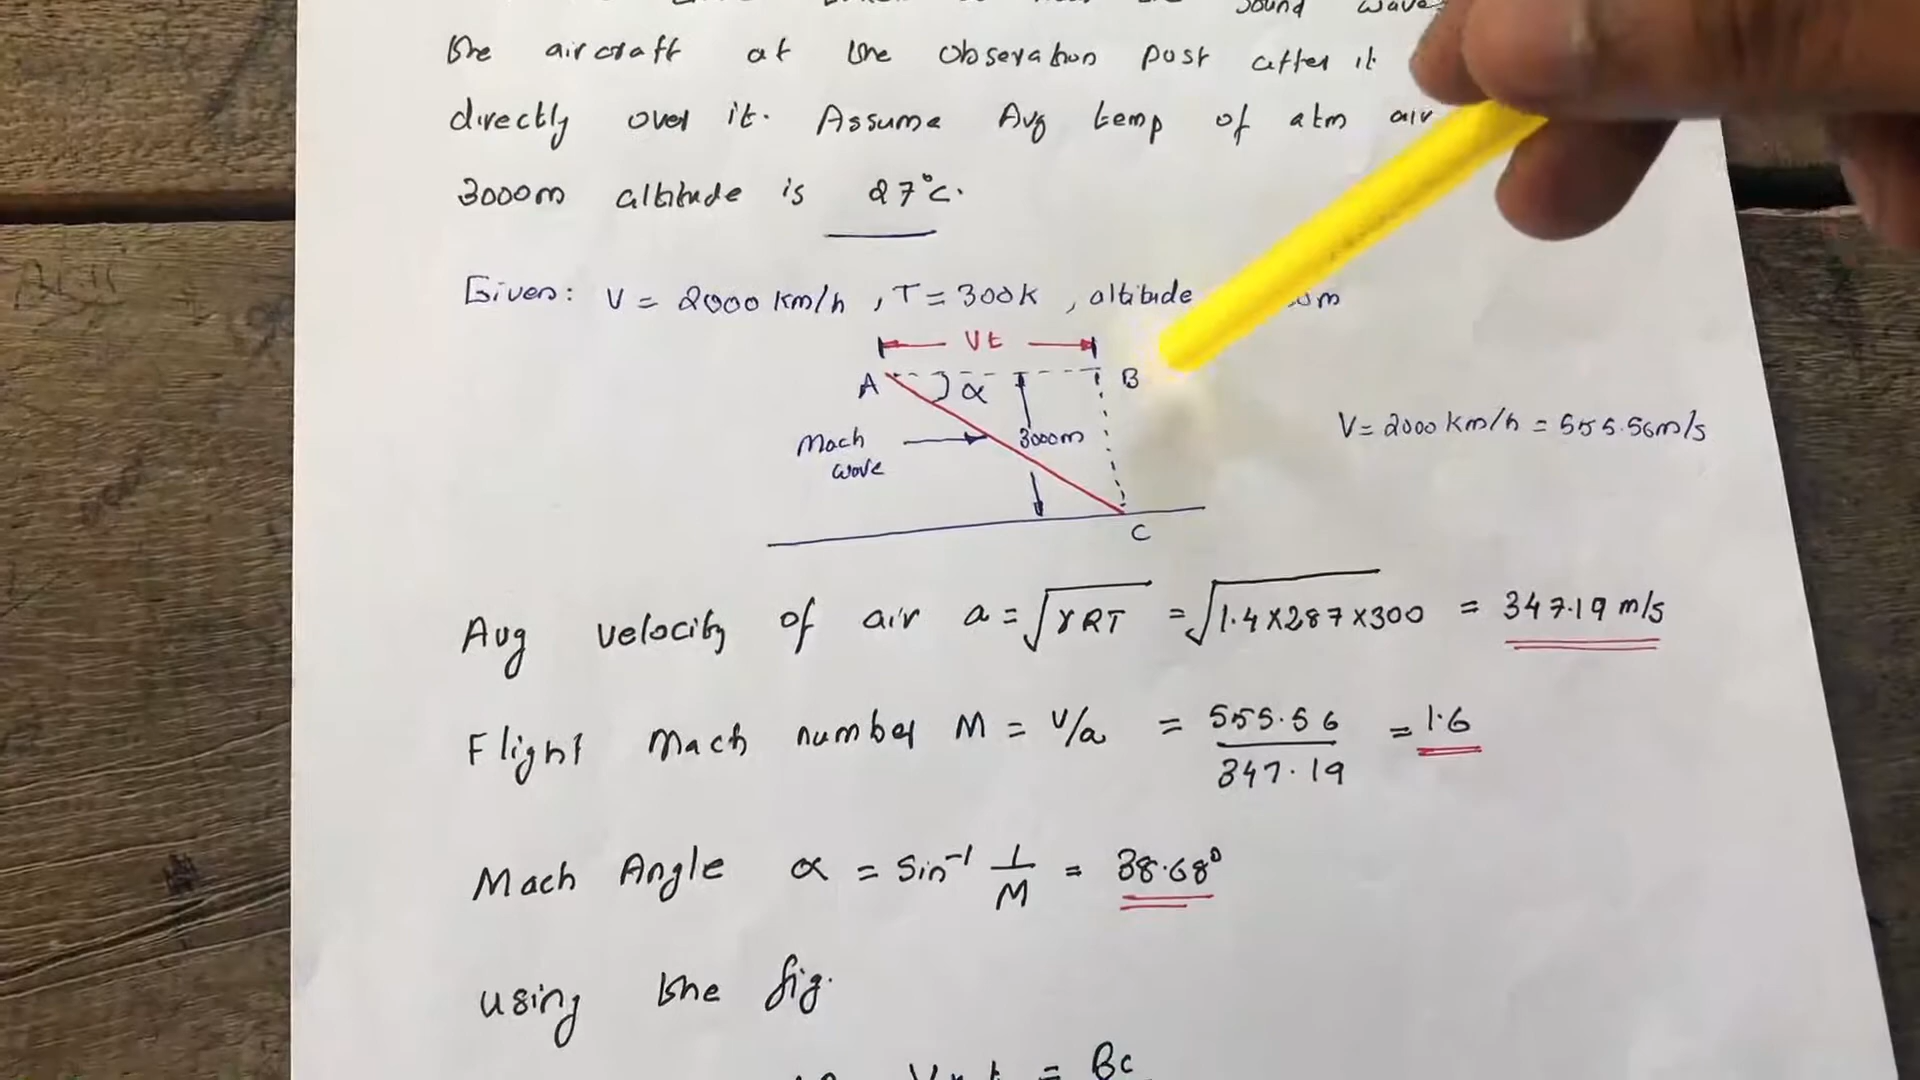 sound wave
the aircraft at the observation post after it
directly over it. Assume Avg temp of atm air
3000m altitude is 27°C.
Given: V = 2000 km/h , T = 300K , altitude m
Vt
A α B
Mach
wave
3000m
V = 2000 km/h = 555.56m/s
C
Avg velocity of air a = √γRT = √1.4×287×300 = 347.19 m/s
Flight Mach number M = V/a = 555.56 / 347.19 = 1.6
Mach Angle α = Sin⁻¹ 1/M = 38.68°
using the fig.
V×t = BC